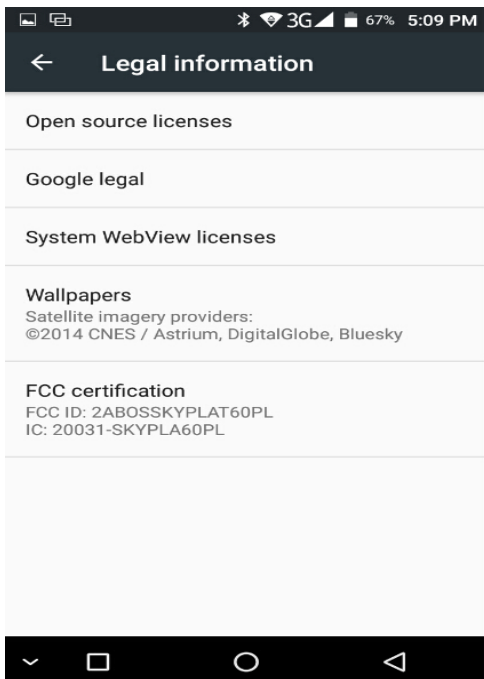 3G 67% 5:09 PM
Legal information
Open source licenses
Google legal
System WebView licenses
Wallpapers
Satellite imagery providers:
©2014 CNES / Astrium, DigitalGlobe, Bluesky
FCC certification
FCC ID: 2ABOSSKYPLAT60PL
IC: 20031-SKYPLA60PL